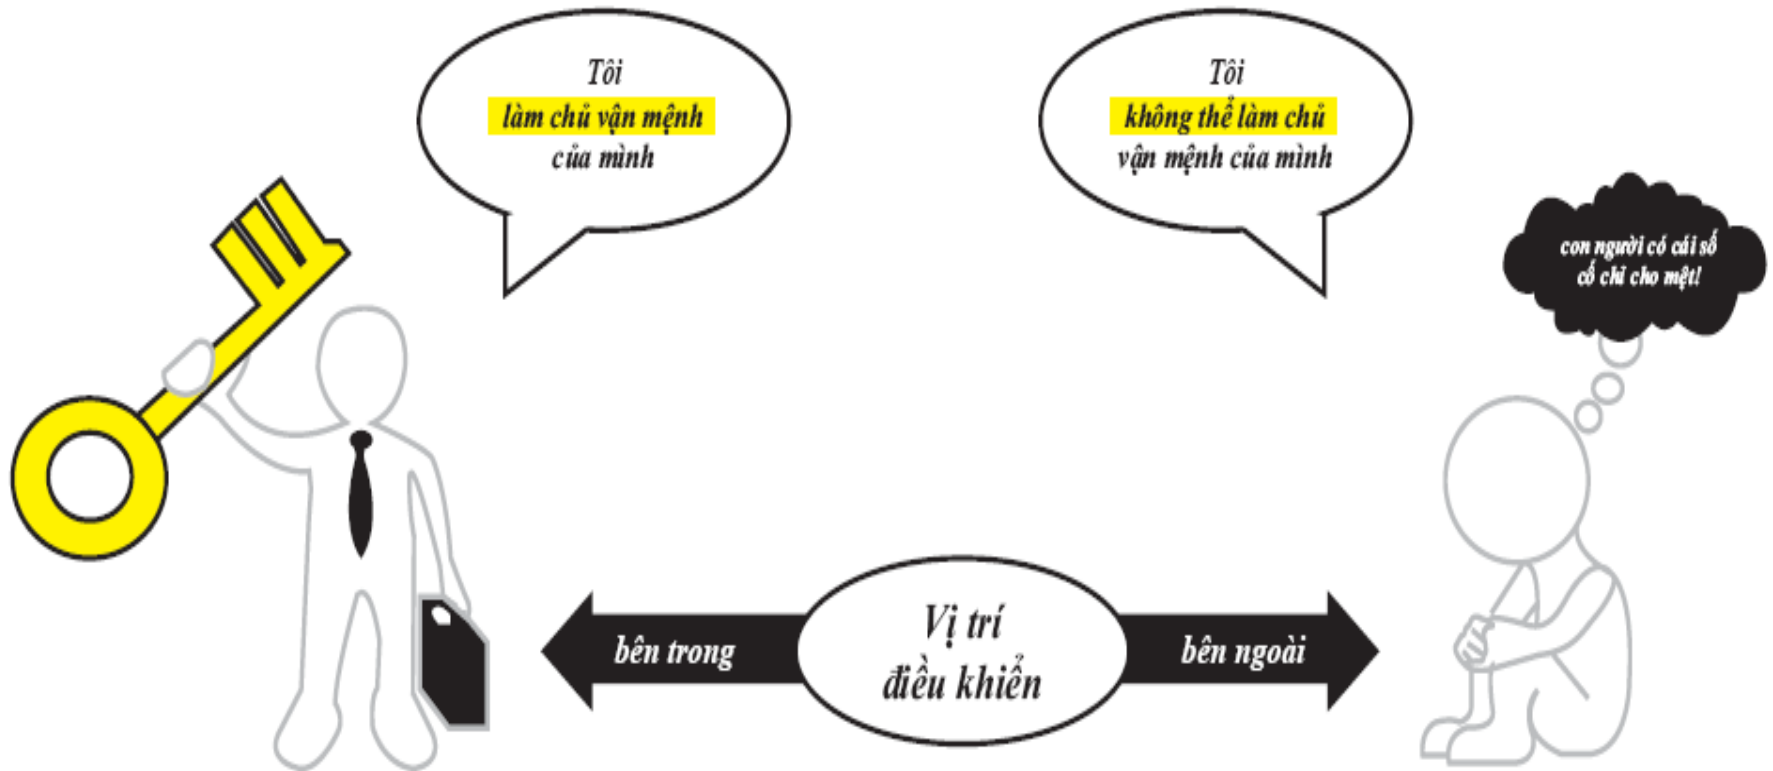 Tôi
làm chủ vận mệnh
của mình
Tôi
không thể làm chủ
vận mệnh của mình
con người có cái số
cố chi cho mệt!
Vị trí
điều khiển
bên trong
bên ngoài